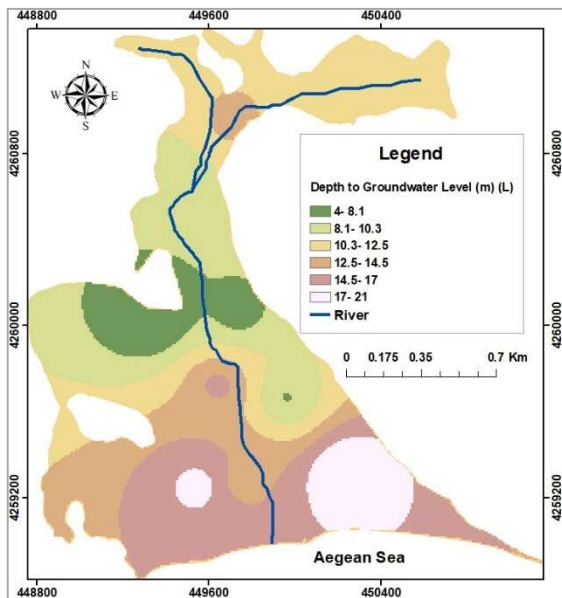 448800 449600 450400
N
W E
S
4260800
4260000
4259200
Legend
Depth to Groundwater Level (m) (L)
4- 8.1
8.1- 10.3
10.3- 12.5
12.5- 14.5
14.5- 17
17- 21
River
0 0.175 0.35 0.7 Km
4260800
4260000
4259200
Aegean Sea
448800 449600 450400